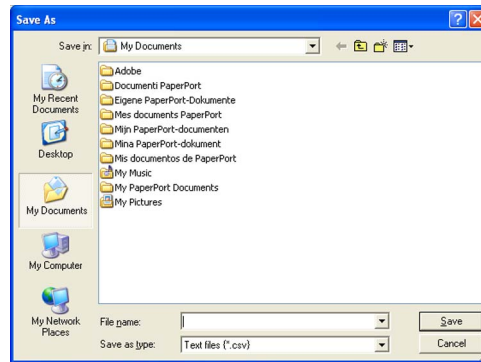 Save As
Save in:
My Documents
My Recent
Documents
Desktop
My Documents
My Computer
My Network
Places
Adobe
Documenti PaperPort
Eigene PaperPort-Dokumente
Mes documents PaperPort
Mijn PaperPort-documenten
Mina PaperPort-dokument
Mis documentos de PaperPort
My Music
My PaperPort Documents
My Pictures
File name:
Save
Save as type:
Text files {*.csv}
Cancel